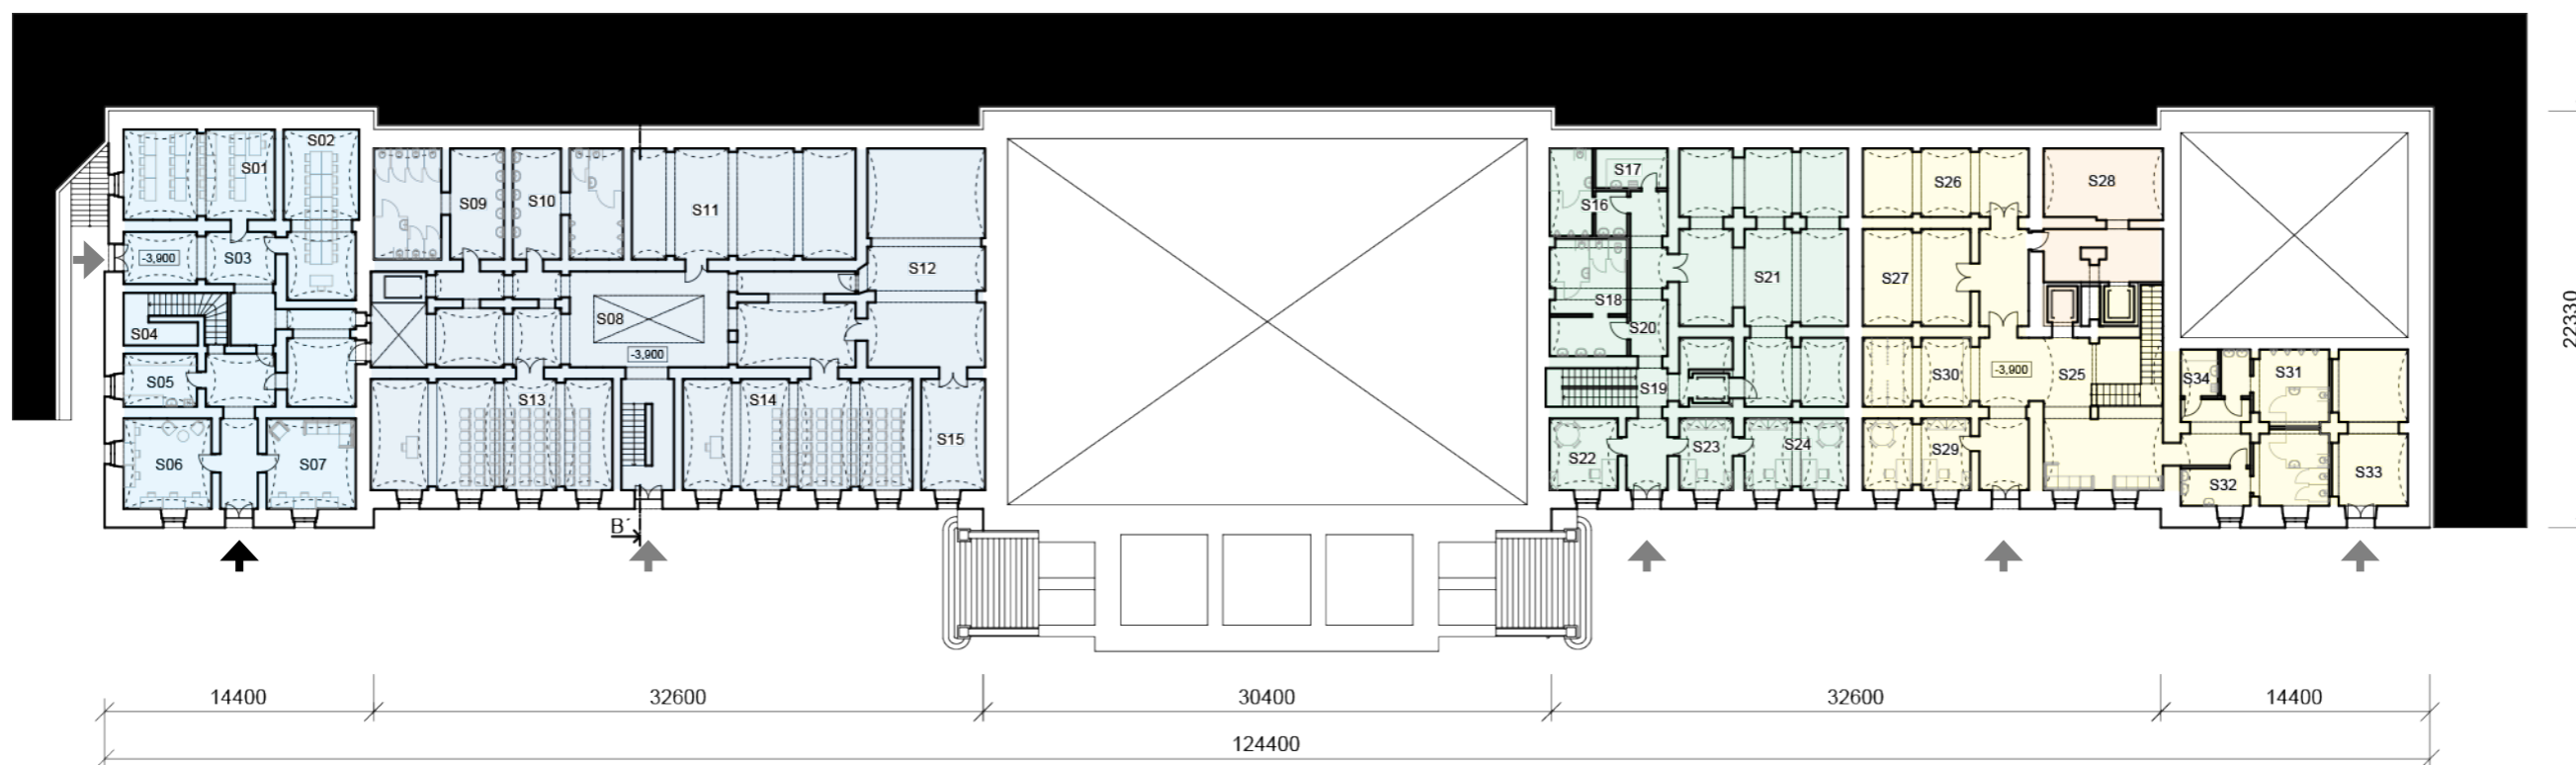 S01
S02
S03
-3,900
S04
S05
S06
S07
S08
-3,900
S09
S10
S11
S12
S13
S14
S15
B´
S16
S17
S18
S19
S20
S21
S22
S23
S24
S25
-3,900
S26
S27
S28
S29
S30
S31
S32
S33
S34
22330
14400
32600
30400
32600
14400
124400